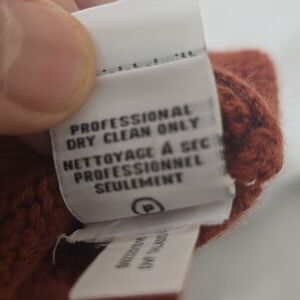 PROFESSIONAL
DRY CLEAN ONLY
NETTOYAGE À SEC
PROFESSIONNEL
SEULEMENT
P